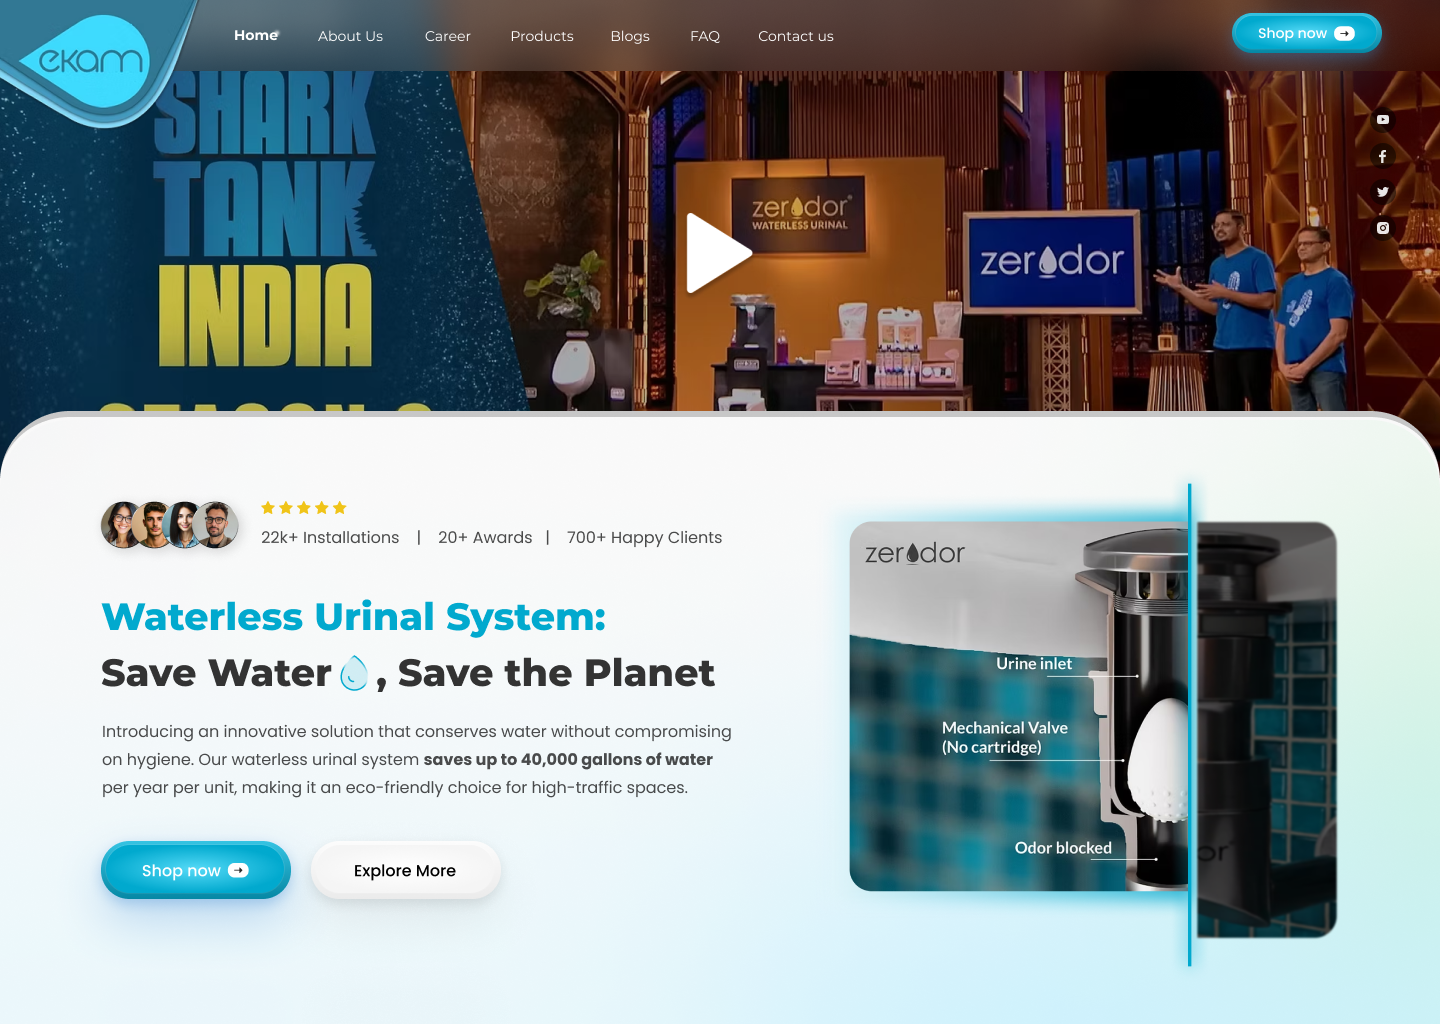 ekam
Home
About Us
Career
Products
Blogs
FAQ
Contact us
Shop now
SHARK
TANK
INDIA
zerodor
WATERLESS URINAL
zerodor
22k+ Installations | 20+ Awards | 700+ Happy Clients
Waterless Urinal System:
Save Water, Save the Planet
Introducing an innovative solution that conserves water without compromising
on hygiene. Our waterless urinal system saves up to 40,000 gallons of water
per year per unit, making it an eco-friendly choice for high-traffic spaces.
Shop now
Explore More
zerodor
Urine inlet
Mechanical Valve
(No cartridge)
Odor blocked